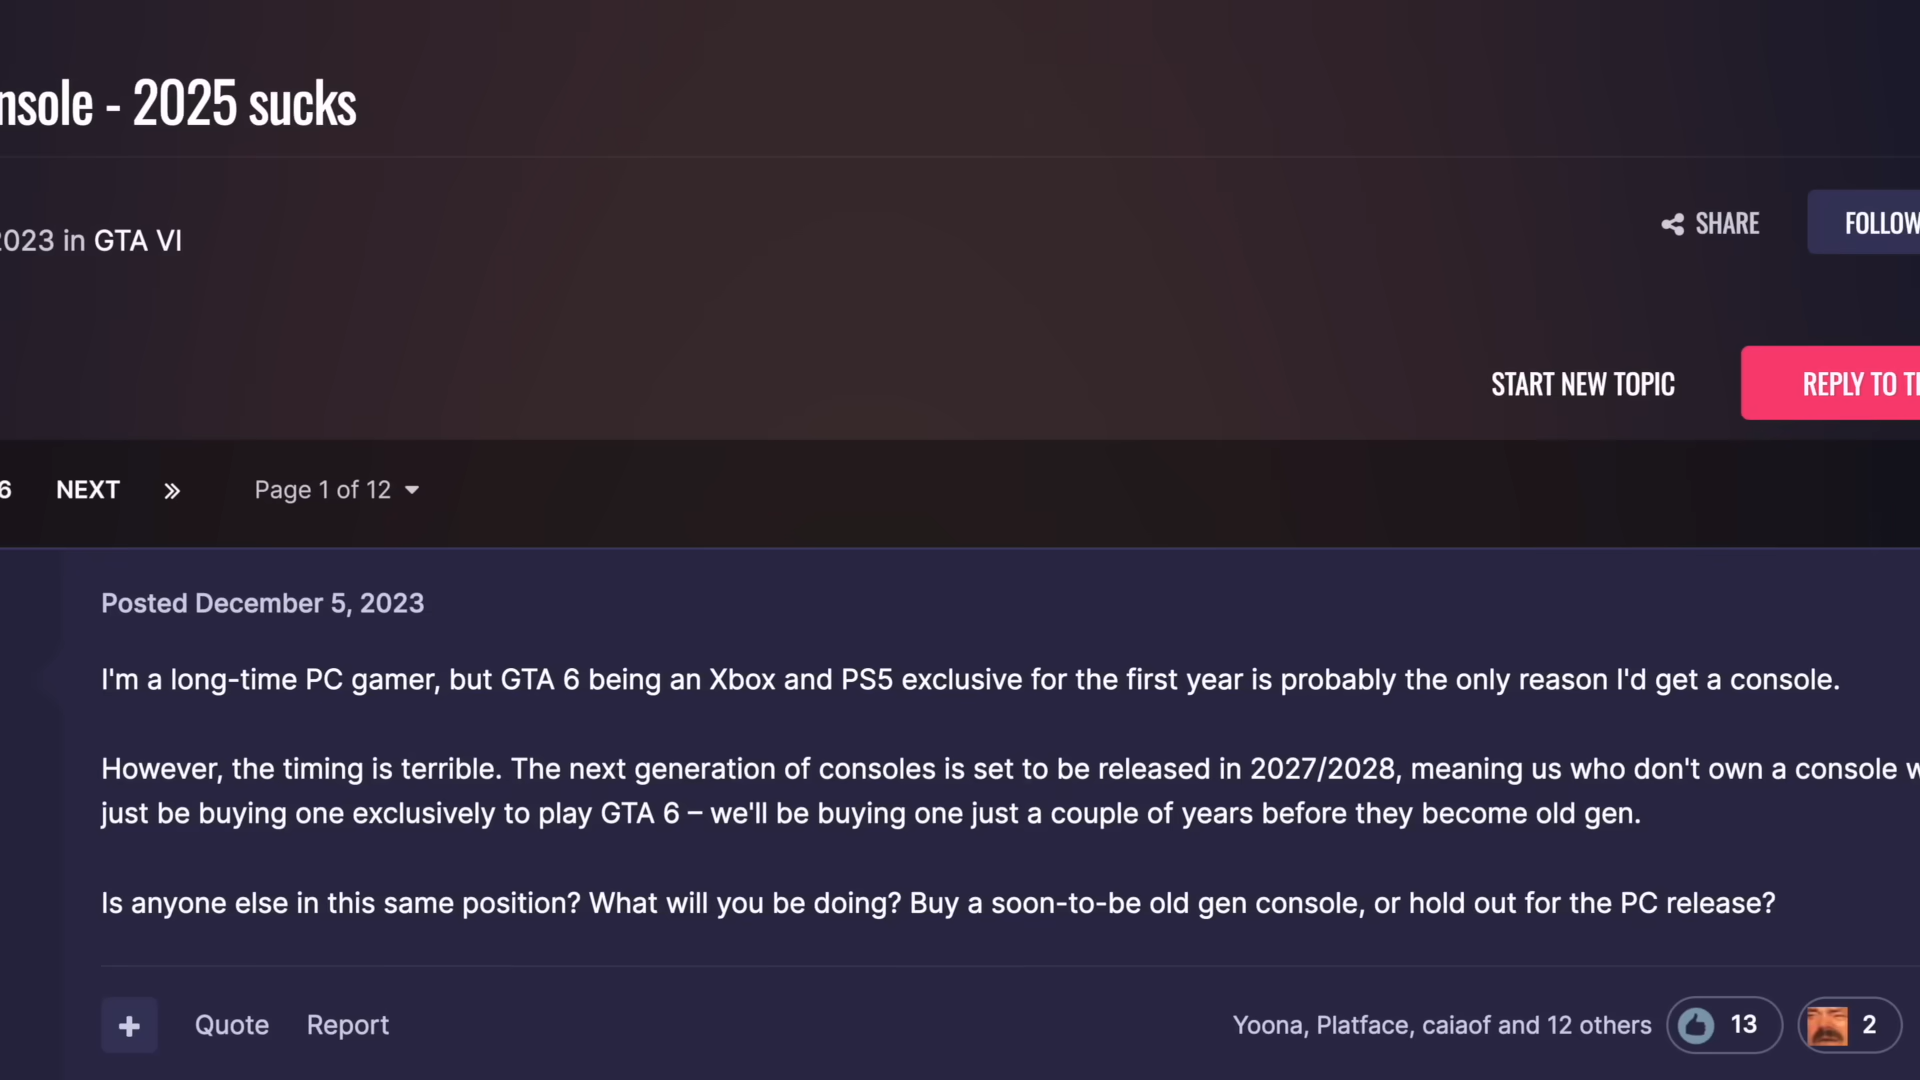 nsole - 2025 sucks
2023 in GTA VI
SHARE
FOLLOW
START NEW TOPIC
REPLY TO TH
6 NEXT » Page 1 of 12
Posted December 5, 2023
I'm a long-time PC gamer, but GTA 6 being an Xbox and PS5 exclusive for the first year is probably the only reason I'd get a console.
However, the timing is terrible. The next generation of consoles is set to be released in 2027/2028, meaning us who don't own a console w
just be buying one exclusively to play GTA 6 – we'll be buying one just a couple of years before they become old gen.
Is anyone else in this same position? What will you be doing? Buy a soon-to-be old gen console, or hold out for the PC release?
+ Quote Report
Yoona, Platface, caiaof and 12 others 13 2